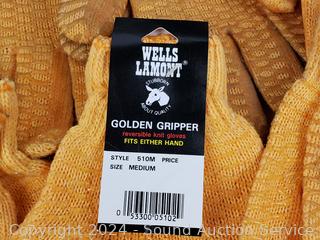 WELLS
LAMONT®
STUBBORN
ABOUT QUALITY
GOLDEN GRIPPER
reversible knit gloves
FITS EITHER HAND
STYLE 510M PRICE
SIZE MEDIUM
0 53300 05102
Copyright 2024 - Sound Auction Service